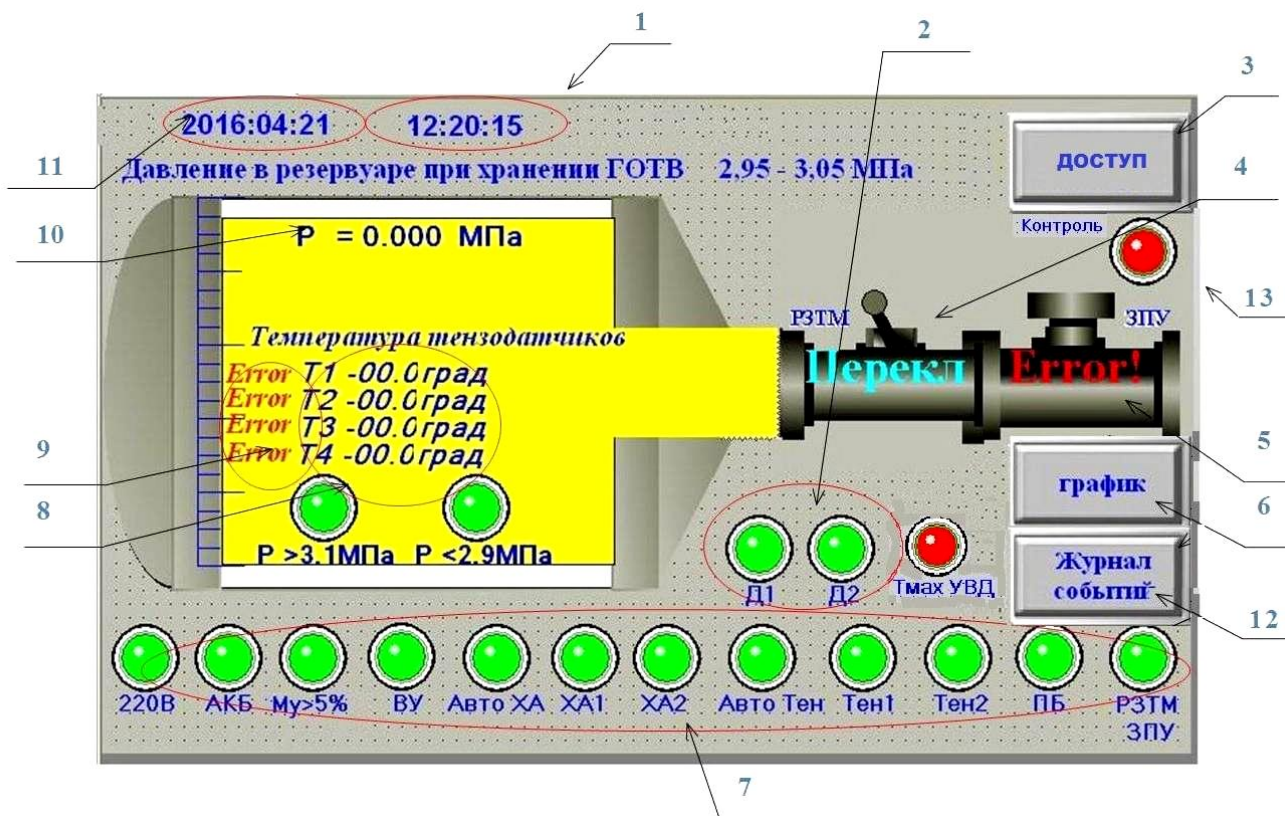 1
2
3
2016:04:21 12:20:15
11
Давление в резервуаре при хранении ГОТВ 2,95 - 3,05 МПа
ДОСТУП
4
10
P = 0.000 МПа
Контроль
13
РЗТМ
ЗПУ
Температура тензодатчиков
Перекл
Error!
Error T1 -00.0град
Error T2 -00.0град
Error T3 -00.0град
Error T4 -00.0град
9
5
8
график
6
P >3.1МПа P <2.9МПа
Д1
Д2
Тмах УВД
Журнал
событий
12
220В
АКБ
Му>5%
ВУ
Авто ХА
ХА1
ХА2
Авто Тен
Тен1
Тен2
ПБ
РЗТМ
ЗПУ
7